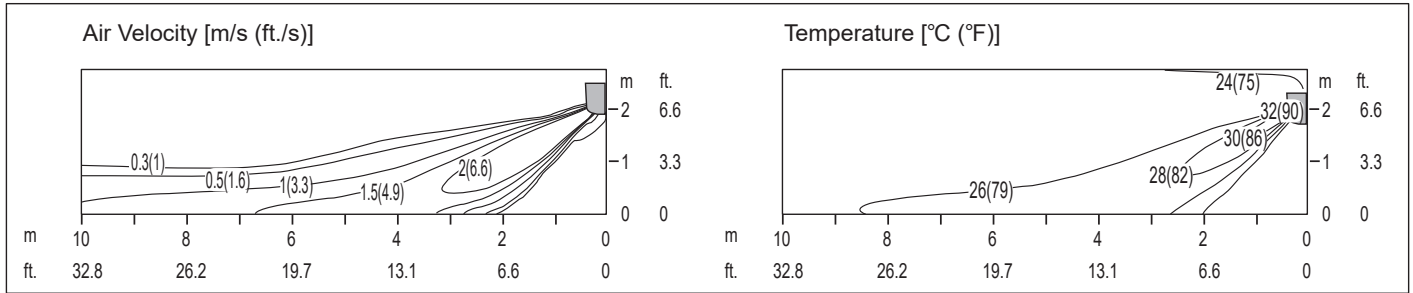 Air Velocity [m/s (ft./s)]
m ft.
2 6.6
1 3.3
0 0
0.3(1)
0.5(1.6)
1(3.3)
1.5(4.9)
2(6.6)
m 10 8 6 4 2 0
ft. 32.8 26.2 19.7 13.1 6.6 0
Temperature [°C (°F)]
m ft.
2 6.6
1 3.3
0 0
24(75)
32(90)
30(86)
28(82)
26(79)
m 10 8 6 4 2 0
ft. 32.8 26.2 19.7 13.1 6.6 0